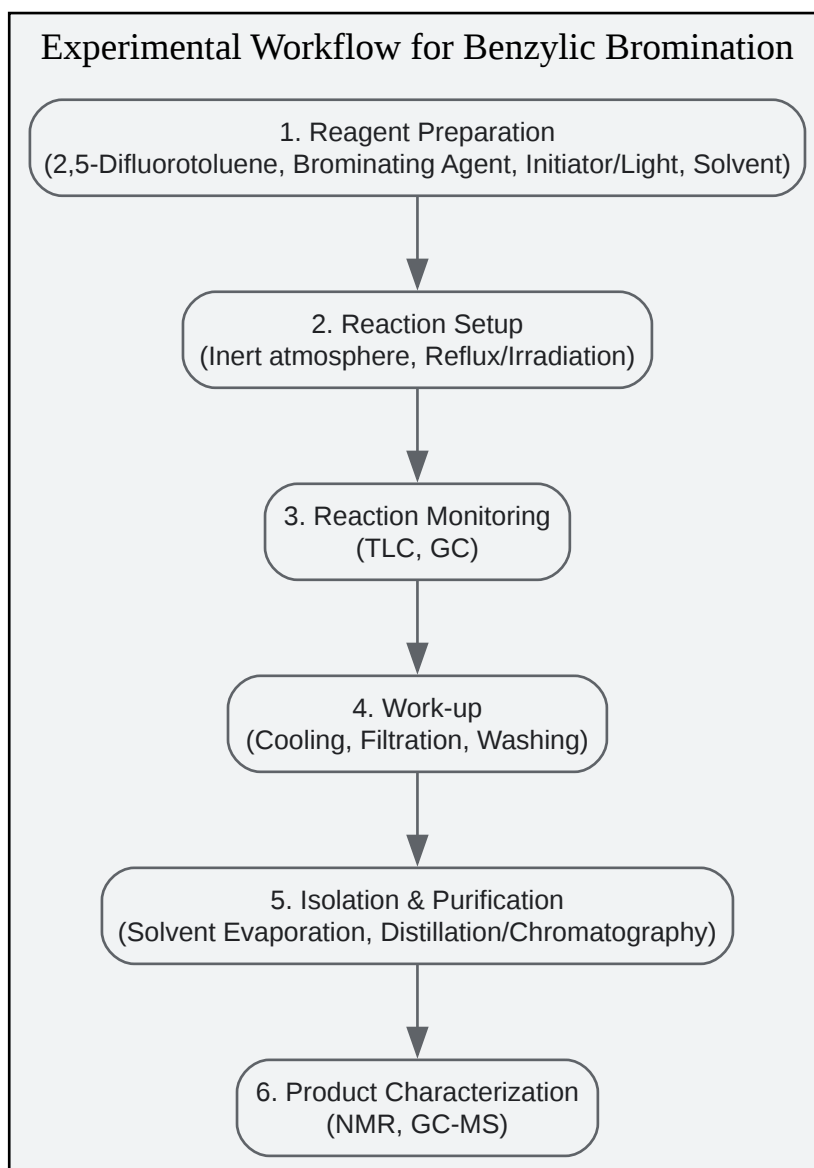 Experimental Workflow for Benzylic Bromination
1. Reagent Preparation
(2,5-Difluorotoluene, Brominating Agent, Initiator/Light, Solvent)
2. Reaction Setup
(Inert atmosphere, Reflux/Irradiation)
3. Reaction Monitoring
(TLC, GC)
4. Work-up
(Cooling, Filtration, Washing)
5. Isolation & Purification
(Solvent Evaporation, Distillation/Chromatography)
6. Product Characterization
(NMR, GC-MS)